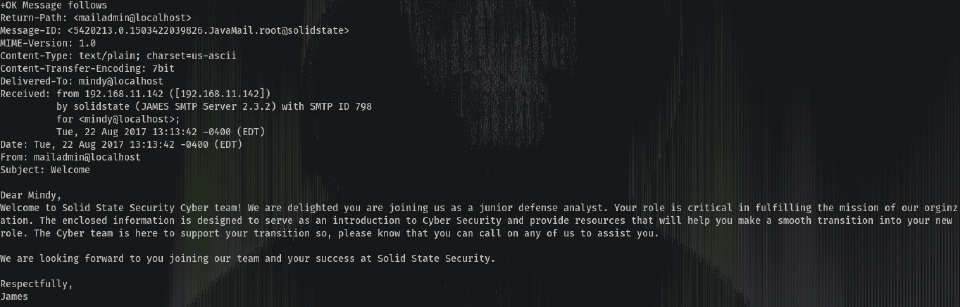 +OK Message follows
Return-Path: <mailadmin@localhost>
Message-ID: <5420213.0.1503422039826.JavaMail.root@solidstate>
MIME-Version: 1.0
Content-Type: text/plain; charset=us-ascii
Content-Transfer-Encoding: 7bit
Delivered-To: mindy@localhost
Received: from 192.168.11.142 ([192.168.11.142])
by solidstate (JAMES SMTP Server 2.3.2) with SMTP ID 798
for <mindy@localhost>;
Tue, 22 Aug 2017 13:13:42 -0400 (EDT)
Date: Tue, 22 Aug 2017 13:13:42 -0400 (EDT)
From: mailadmin@localhost
Subject: Welcome
Dear Mindy,
Welcome to Solid State Security Cyber team! We are delighted you are joining us as a junior defense analyst. Your role is critical in fulfilling the mission of our orginz
ation. The enclosed information is designed to serve as an introduction to Cyber Security and provide resources that will help you make a smooth transition into your new
role. The Cyber team is here to support your transition so, please know that you can call on any of us to assist you.
We are looking forward to you joining our team and your success at Solid State Security.
Respectfully,
James